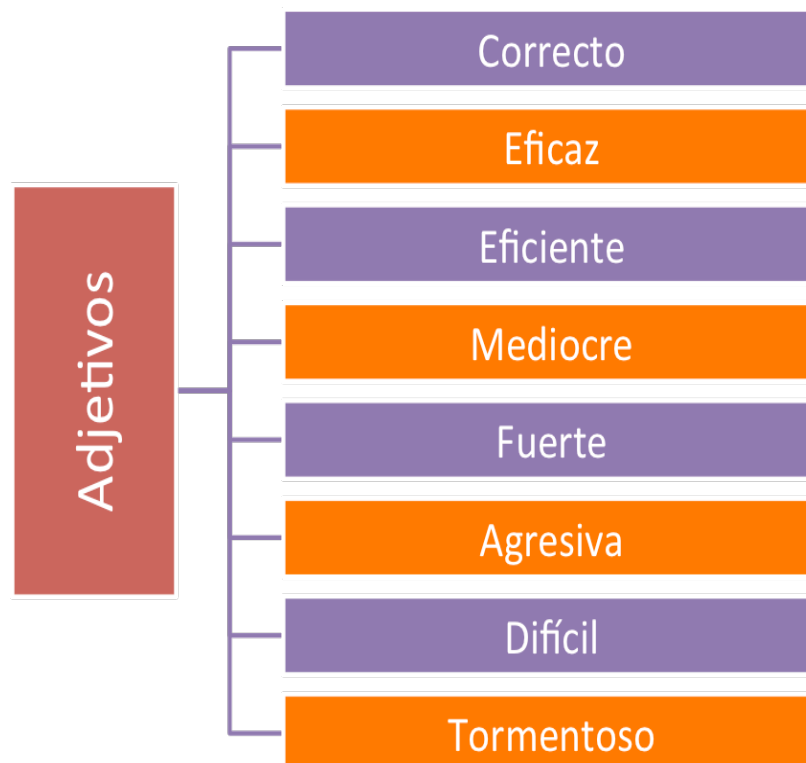 Adjetivos
Correcto
Eficaz
Eficiente
Mediocre
Fuerte
Agresiva
Difícil
Tormentoso